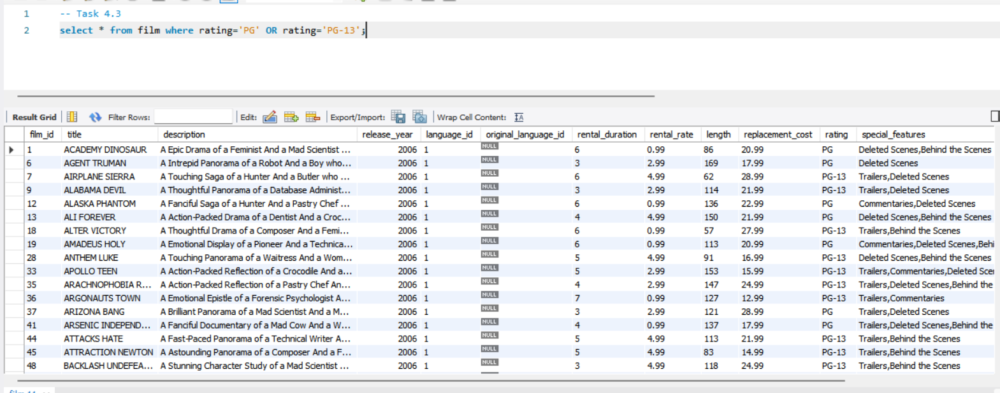 1 -- Task 4.3
2 select * from film where rating='PG' OR rating='PG-13';
Result Grid Filter Rows: Edit: Export/Import: Wrap Cell Content:
film_id title description release_year language_id original_language_id rental_duration rental_rate length replacement_cost rating special_features
1 ACADEMY DINOSAUR A Epic Drama of a Feminist And a Mad Scientist ... 2006 1 NULL 6 0.99 86 20.99 PG Deleted Scenes,Behind the Scenes
6 AGENT TRUMAN A Intrepid Panorama of a Robot And a Boy who... 2006 1 NULL 3 2.99 169 17.99 PG Deleted Scenes
7 AIRPLANE SIERRA A Touching Saga of a Hunter And a Butler who ... 2006 1 NULL 6 4.99 62 28.99 PG-13 Trailers,Deleted Scenes
9 ALABAMA DEVIL A Thoughtful Panorama of a Database Administ... 2006 1 NULL 3 2.99 114 21.99 PG-13 Trailers,Deleted Scenes
12 ALASKA PHANTOM A Fanciful Saga of a Hunter And a Pastry Chef ... 2006 1 NULL 6 0.99 136 22.99 PG Commentaries,Deleted Scenes
13 ALI FOREVER A Action-Packed Drama of a Dentist And a Croc... 2006 1 NULL 4 4.99 150 21.99 PG Deleted Scenes,Behind the Scenes
18 ALTER VICTORY A Thoughtful Drama of a Composer And a Femi... 2006 1 NULL 6 0.99 57 27.99 PG-13 Trailers,Behind the Scenes
19 AMADEUS HOLY A Emotional Display of a Pioneer And a Technica... 2006 1 NULL 6 0.99 113 20.99 PG Commentaries,Deleted Scenes,Behi
28 ANTHEM LUKE A Touching Panorama of a Waitress And a Wom... 2006 1 NULL 5 4.99 91 16.99 PG-13 Deleted Scenes,Behind the Scenes
33 APOLLO TEEN A Action-Packed Reflection of a Crocodile And a... 2006 1 NULL 5 2.99 153 15.99 PG-13 Trailers,Commentaries,Deleted Sce
35 ARACHNOPHOBIA R... A Action-Packed Reflection of a Pastry Chef An... 2006 1 NULL 4 2.99 147 24.99 PG-13 Trailers,Deleted Scenes,Behind the
36 ARGONAUTS TOWN A Emotional Epistle of a Forensic Psychologist A... 2006 1 NULL 7 0.99 127 12.99 PG-13 Trailers,Commentaries
37 ARIZONA BANG A Brilliant Panorama of a Mad Scientist And a M... 2006 1 NULL 3 2.99 121 28.99 PG Trailers,Deleted Scenes
41 ARSENIC INDEPEND... A Fanciful Documentary of a Mad Cow And a W... 2006 1 NULL 4 0.99 137 17.99 PG Trailers,Deleted Scenes,Behind the
44 ATTACKS HATE A Fast-Paced Panorama of a Technical Writer A... 2006 1 NULL 5 4.99 113 21.99 PG-13 Trailers,Behind the Scenes
45 ATTRACTION NEWTON A Astounding Panorama of a Composer And a F... 2006 1 NULL 5 4.99 83 14.99 PG-13 Trailers,Behind the Scenes
48 BACKLASH UNDEFEA... A Stunning Character Study of a Mad Scientist ... 2006 1 NULL 3 4.99 118 24.99 PG-13 Trailers,Behind the Scenes